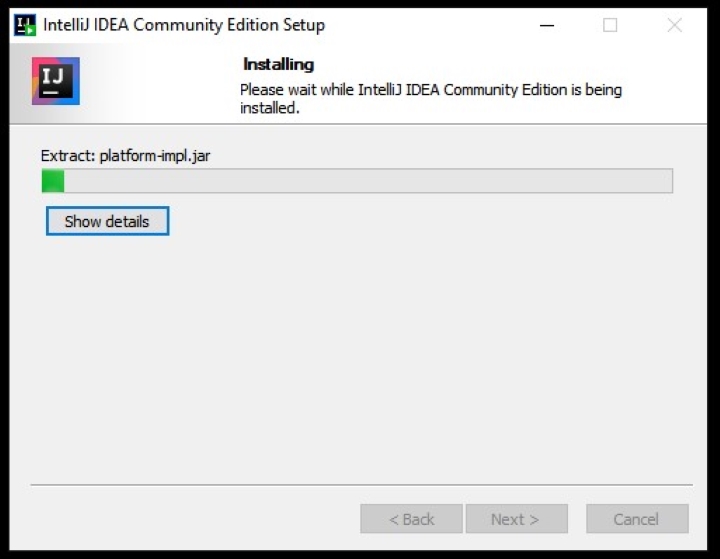 IntelliJ IDEA Community Edition Setup
IJ
Installing
Please wait while IntelliJ IDEA Community Edition is being
installed.
Extract: platform-impl.jar
Show details
< Back
Next >
Cancel